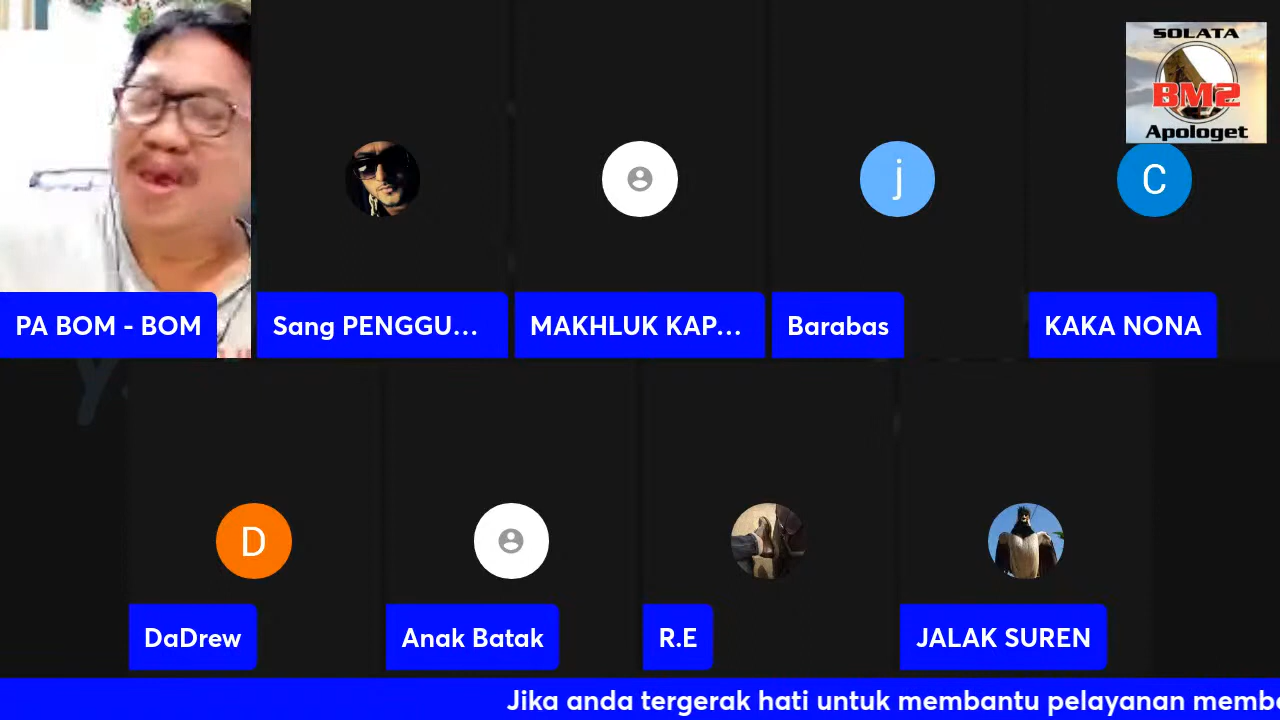 SOLATA
BM2
Apologet
j
C
PA BOM - BOM
Sang PENGGU...
MAKHLUK KAP...
Barabas
KAKA NONA
D
DaDrew
Anak Batak
R.E
JALAK SUREN
Jika anda tergerak hati untuk membantu pelayanan